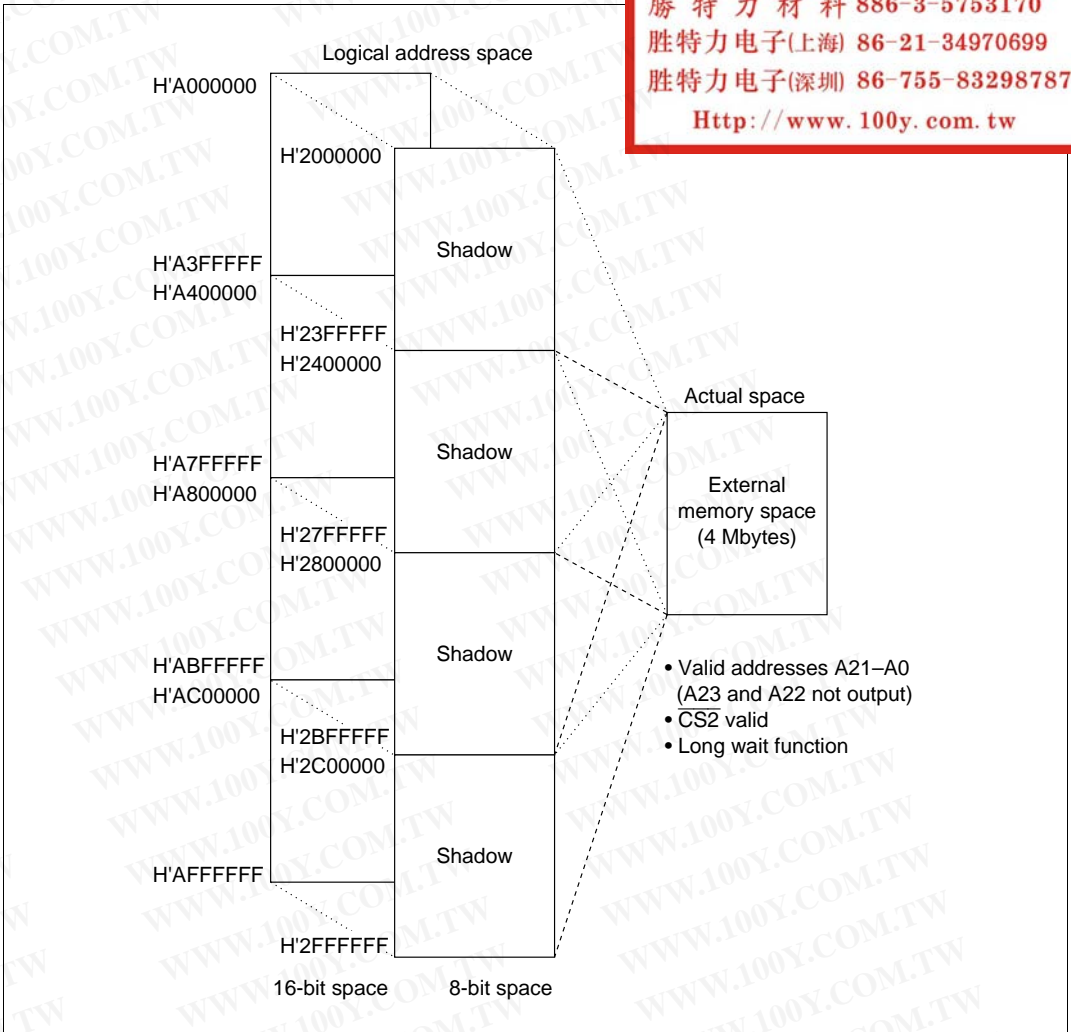 勝 特 力 材 料 886-3-5753170
胜特力电子(上海) 86-21-34970699
胜特力电子(深圳) 86-755-83298787
Http://www.100y.com.tw
Logical address space
H'A000000
H'2000000
Shadow
H'A3FFFFF
H'A400000
H'23FFFFF
H'2400000
Actual space
Shadow
H'A7FFFFF
H'A800000
External
memory space
(4 Mbytes)
H'27FFFFF
H'2800000
Shadow
H'ABFFFFF
H'AC00000
• Valid addresses A21–A0
(A23 and A22 not output)
• CS2 valid
• Long wait function
H'2BFFFFF
H'2C00000
Shadow
H'AFFFFFF
H'2FFFFFF
16-bit space
8-bit space
WWW.100Y.COM.TW